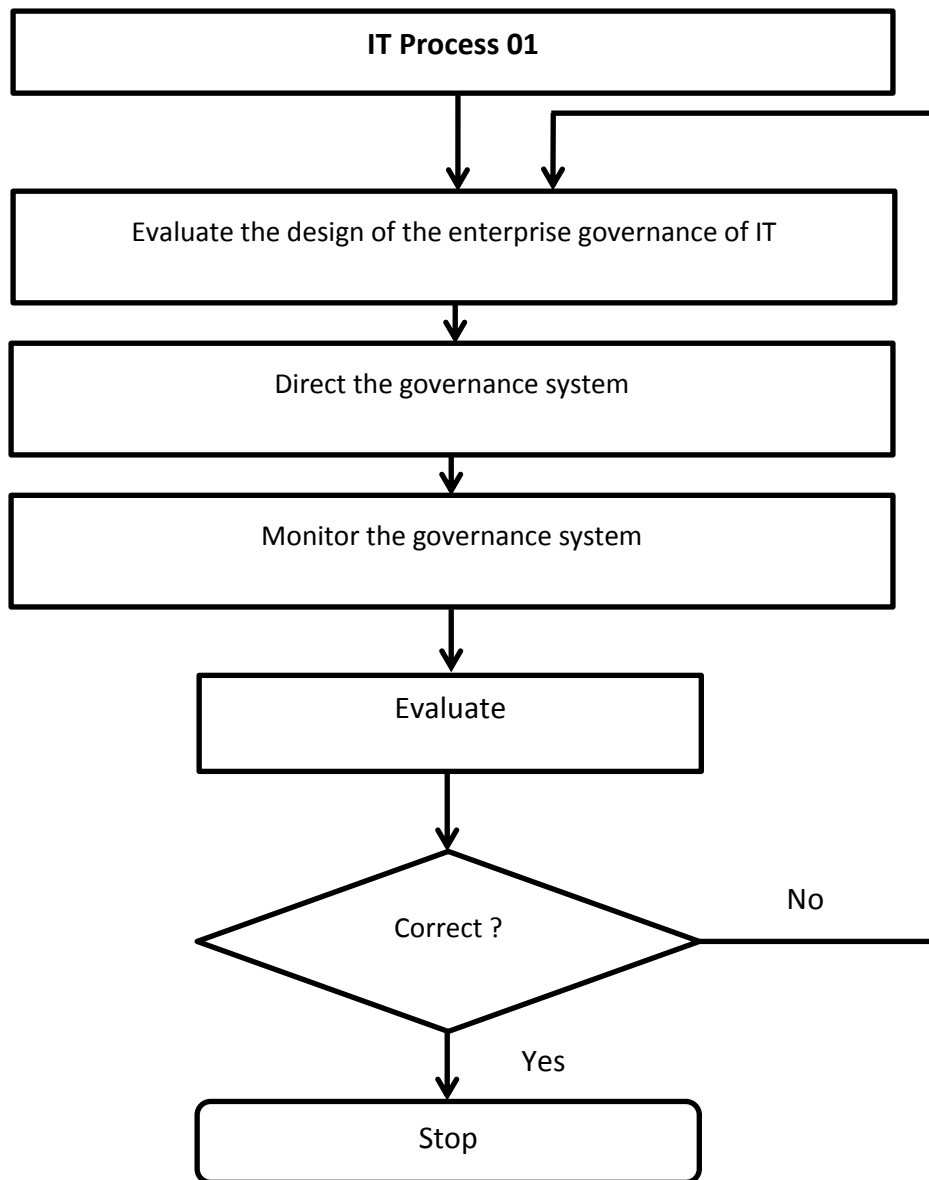 IT Process 01
Evaluate the design of the enterprise governance of IT
Direct the governance system
Monitor the governance system
Evaluate
Correct ?
No
Yes
Stop